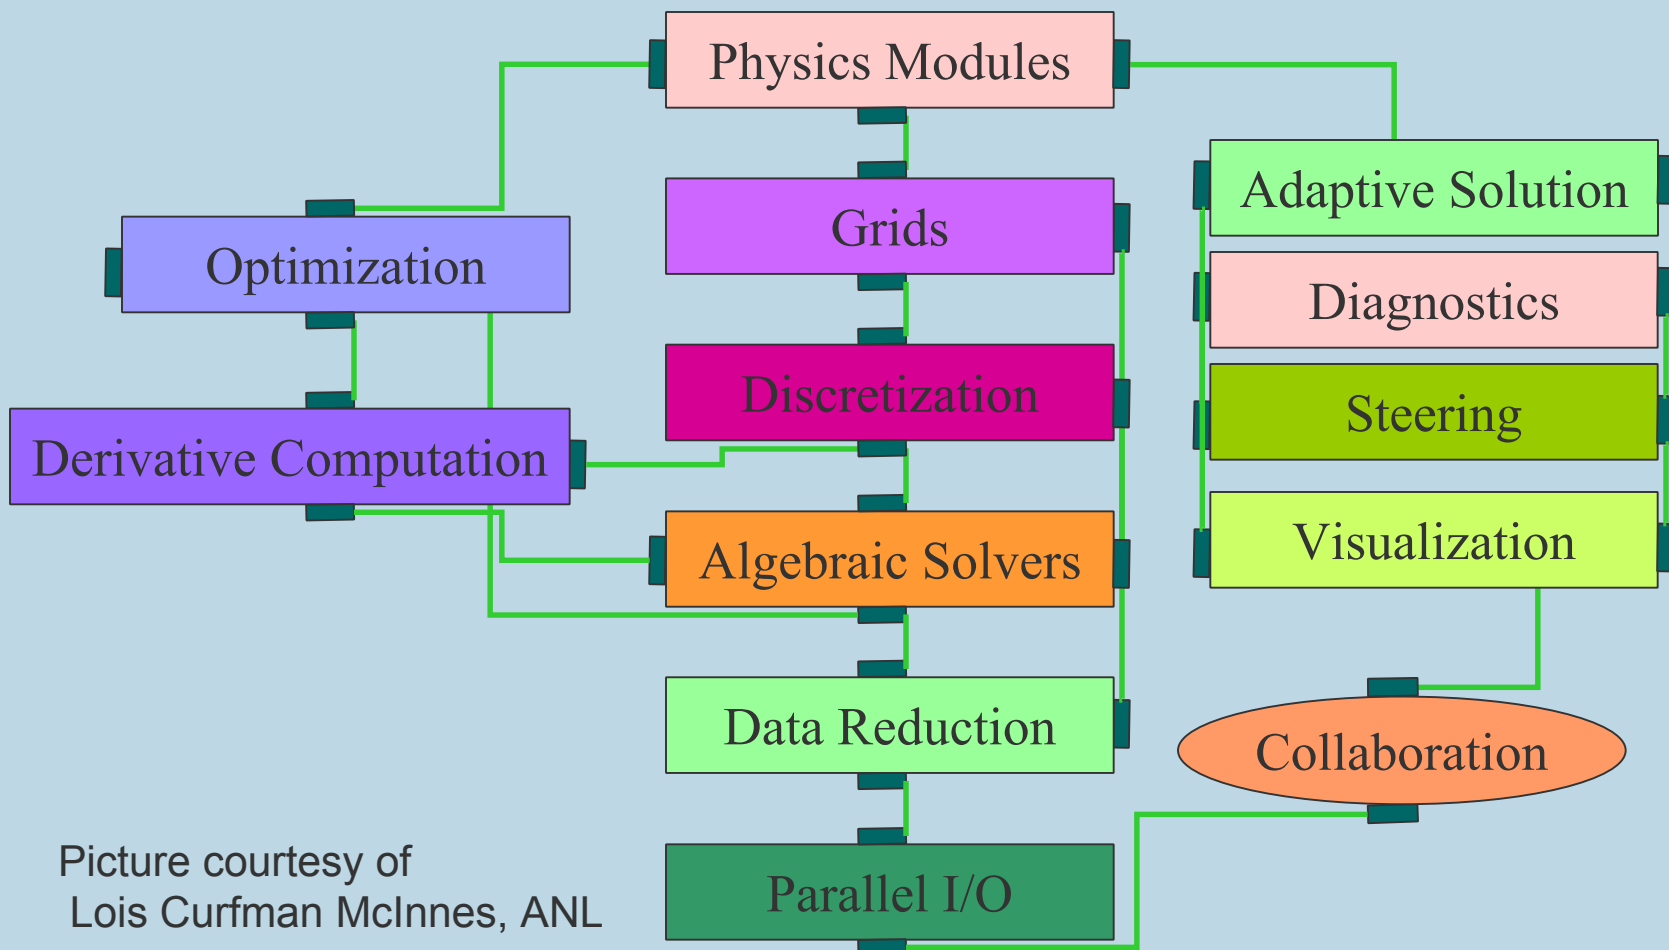 Physics Modules
Adaptive Solution
Grids
Optimization
Diagnostics
Discretization
Steering
Derivative Computation
Algebraic Solvers
Visualization
Data Reduction
Collaboration
Parallel I/O
Picture courtesy of
Lois Curfman McInnes, ANL